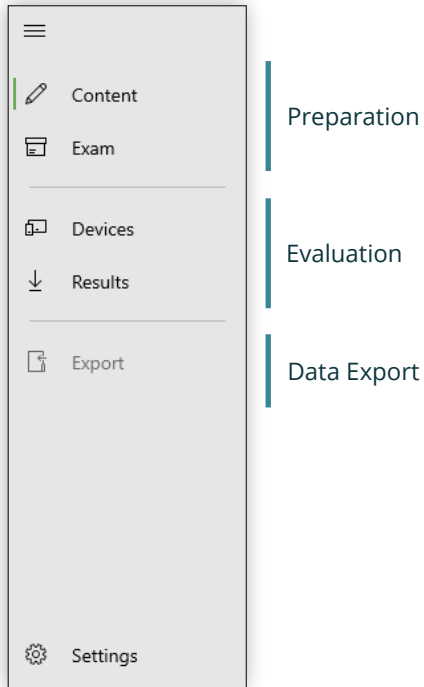 Content
Exam
Preparation
Devices
Results
Evaluation
Export
Data Export
Settings